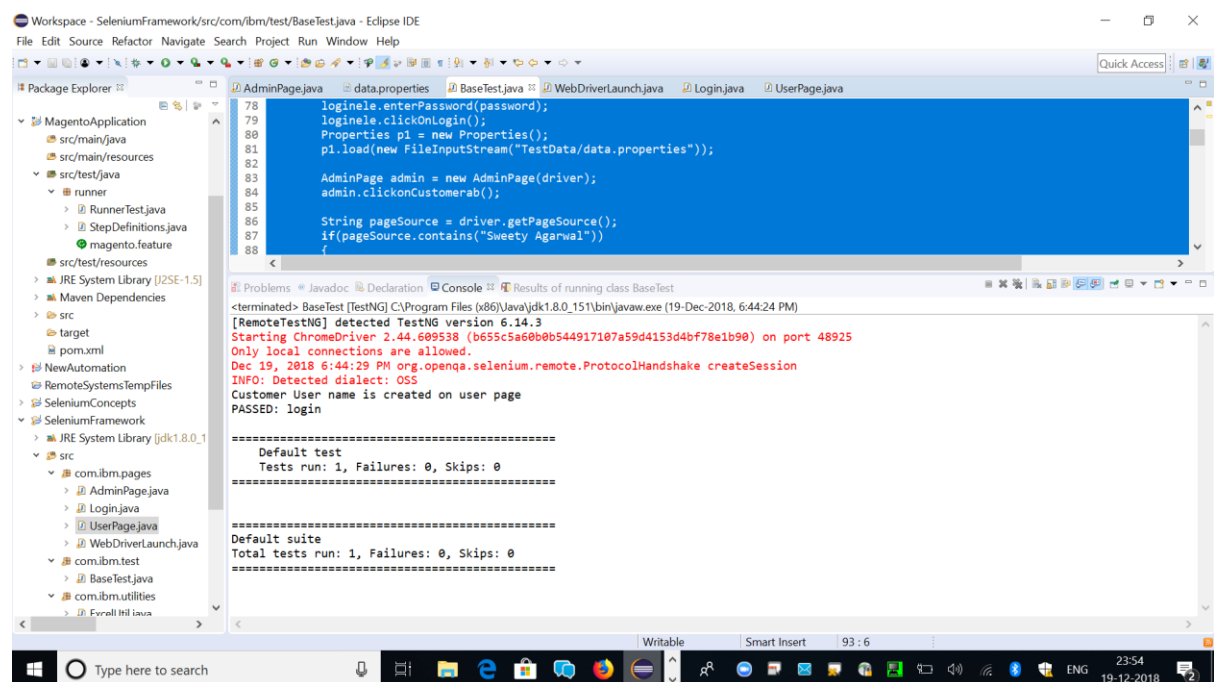 Workspace - SeleniumFramework/src/com/ibm/test/BaseTest.java - Eclipse IDE
File Edit Source Refactor Navigate Search Project Run Window Help
Quick Access
Package Explorer
MagentoApplication
src/main/java
src/main/resources
src/test/java
runner
RunnerTest.java
StepDefinitions.java
magento.feature
src/test/resources
JRE System Library [J2SE-1.5]
Maven Dependencies
src
target
pom.xml
NewAutomation
RemoteSystemsTempFiles
SeleniumConcepts
SeleniumFramework
JRE System Library [jdk1.8.0_1
src
com.ibm.pages
AdminPage.java
Login.java
UserPage.java
WebDriverLaunch.java
com.ibm.test
BaseTest.java
com.ibm.utilities
ExcelUtil.java
AdminPage.java data.properties BaseTest.java WebDriverLaunch.java Login.java UserPage.java
78 loginele.enterPassword(password);
79 loginele.clickOnLogin();
80 Properties p1 = new Properties();
81 p1.load(new FileInputStream("TestData/data.properties"));
82
83 AdminPage admin = new AdminPage(driver);
84 admin.clickonCustomerab();
85
86 String pageSource = driver.getPageSource();
87 if(pageSource.contains("Sweety Agarwal"))
88 {
Problems Javadoc Declaration Console Results of running class BaseTest
<terminated> BaseTest [TestNG] C:\Program Files (x86)\Java\jdk1.8.0_151\bin\javaw.exe (19-Dec-2018, 6:44:24 PM)
[RemoteTestNG] detected TestNG version 6.14.3
Starting ChromeDriver 2.44.609538 (b655c5a60b0b544917107a59d4153d4bf78e1b90) on port 48925
Only local connections are allowed.
Dec 19, 2018 6:44:29 PM org.openqa.selenium.remote.ProtocolHandshake createSession
INFO: Detected dialect: OSS
Customer User name is created on user page
PASSED: login
===============================================
Default test
Tests run: 1, Failures: 0, Skips: 0
===============================================
===============================================
Default suite
Total tests run: 1, Failures: 0, Skips: 0
===============================================
Writable Smart Insert 93 : 6
Type here to search
ENG
23:54
19-12-2018
2